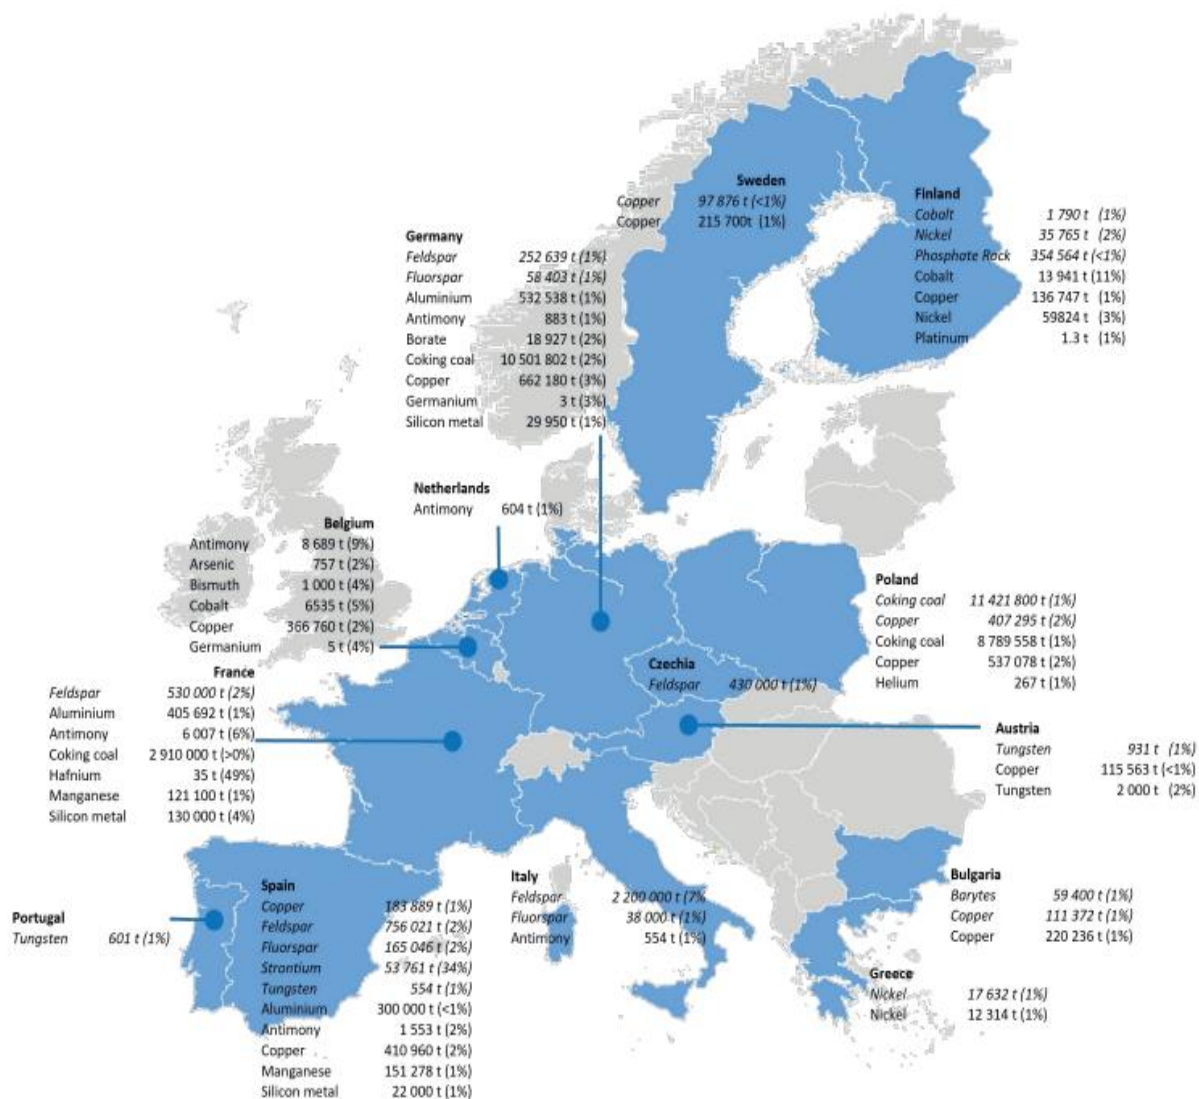 Sweden
Copper 97 876 t (<1%)
Copper 215 700t (1%)
Finland
Cobalt 1 790 t (1%)
Nickel 35 765 t (2%)
Phosphate Rock 354 564 t (<1%)
Cobalt 13 941 t (11%)
Copper 136 747 t (1%)
Nickel 59824 t (3%)
Platinum 1.3 t (1%)
Germany
Feldspar 252 639 t (1%)
Fluorspar 58 403 t (1%)
Aluminium 532 538 t (1%)
Antimony 883 t (1%)
Borate 18 927 t (2%)
Coking coal 10 501 802 t (2%)
Copper 662 180 t (3%)
Germanium 3 t (3%)
Silicon metal 29 950 t (1%)
Netherlands
Antimony 604 t (1%)
Belgium
Antimony 8 689 t (9%)
Arsenic 757 t (2%)
Bismuth 1 000 t (4%)
Cobalt 6535 t (5%)
Copper 366 760 t (2%)
Germanium 5 t (4%)
Poland
Coking coal 11 421 800 t (1%)
Copper 407 295 t (2%)
Coking coal 8 789 558 t (1%)
Copper 537 078 t (2%)
Helium 267 t (1%)
Czechia
Feldspar 430 000 t (1%)
France
Feldspar 530 000 t (2%)
Aluminium 405 692 t (1%)
Antimony 6 007 t (6%)
Coking coal 2 910 000 t (>0%)
Hafnium 35 t (49%)
Manganese 121 100 t (1%)
Silicon metal 130 000 t (4%)
Austria
Tungsten 931 t (1%)
Copper 115 563 t (<1%)
Tungsten 2 000 t (2%)
Portugal
Tungsten 601 t (1%)
Spain
Copper 183 889 t (1%)
Feldspar 756 021 t (2%)
Fluorspar 165 046 t (2%)
Strontium 53 761 t (34%)
Tungsten 554 t (1%)
Aluminium 300 000 t (<1%)
Antimony 1 553 t (2%)
Copper 410 960 t (2%)
Manganese 151 278 t (1%)
Silicon metal 22 000 t (1%)
Italy
Feldspar 2 200 000 t (7%
Fluorspar 38 000 t (1%)
Antimony 554 t (1%)
Bulgaria
Barytes 59 400 t (1%)
Copper 111 372 t (1%)
Copper 220 236 t (1%)
Greece
Nickel 17 632 t (1%)
Nickel 12 314 t (1%)